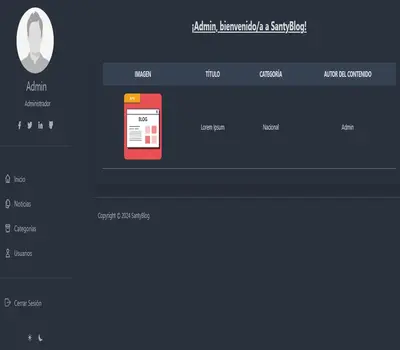 Admin
Administrador
Inicio
Noticias
Categorías
Usuarios
Cerrar Sesión
¡Admin, bienvenido/a a SantyBlog!
IMAGEN TÍTULO CATEGORÍA AUTOR DEL CONTENIDO
BLOG
Lorem Ipsum Nacional Admin
Copyright © 2024 SantyBlog